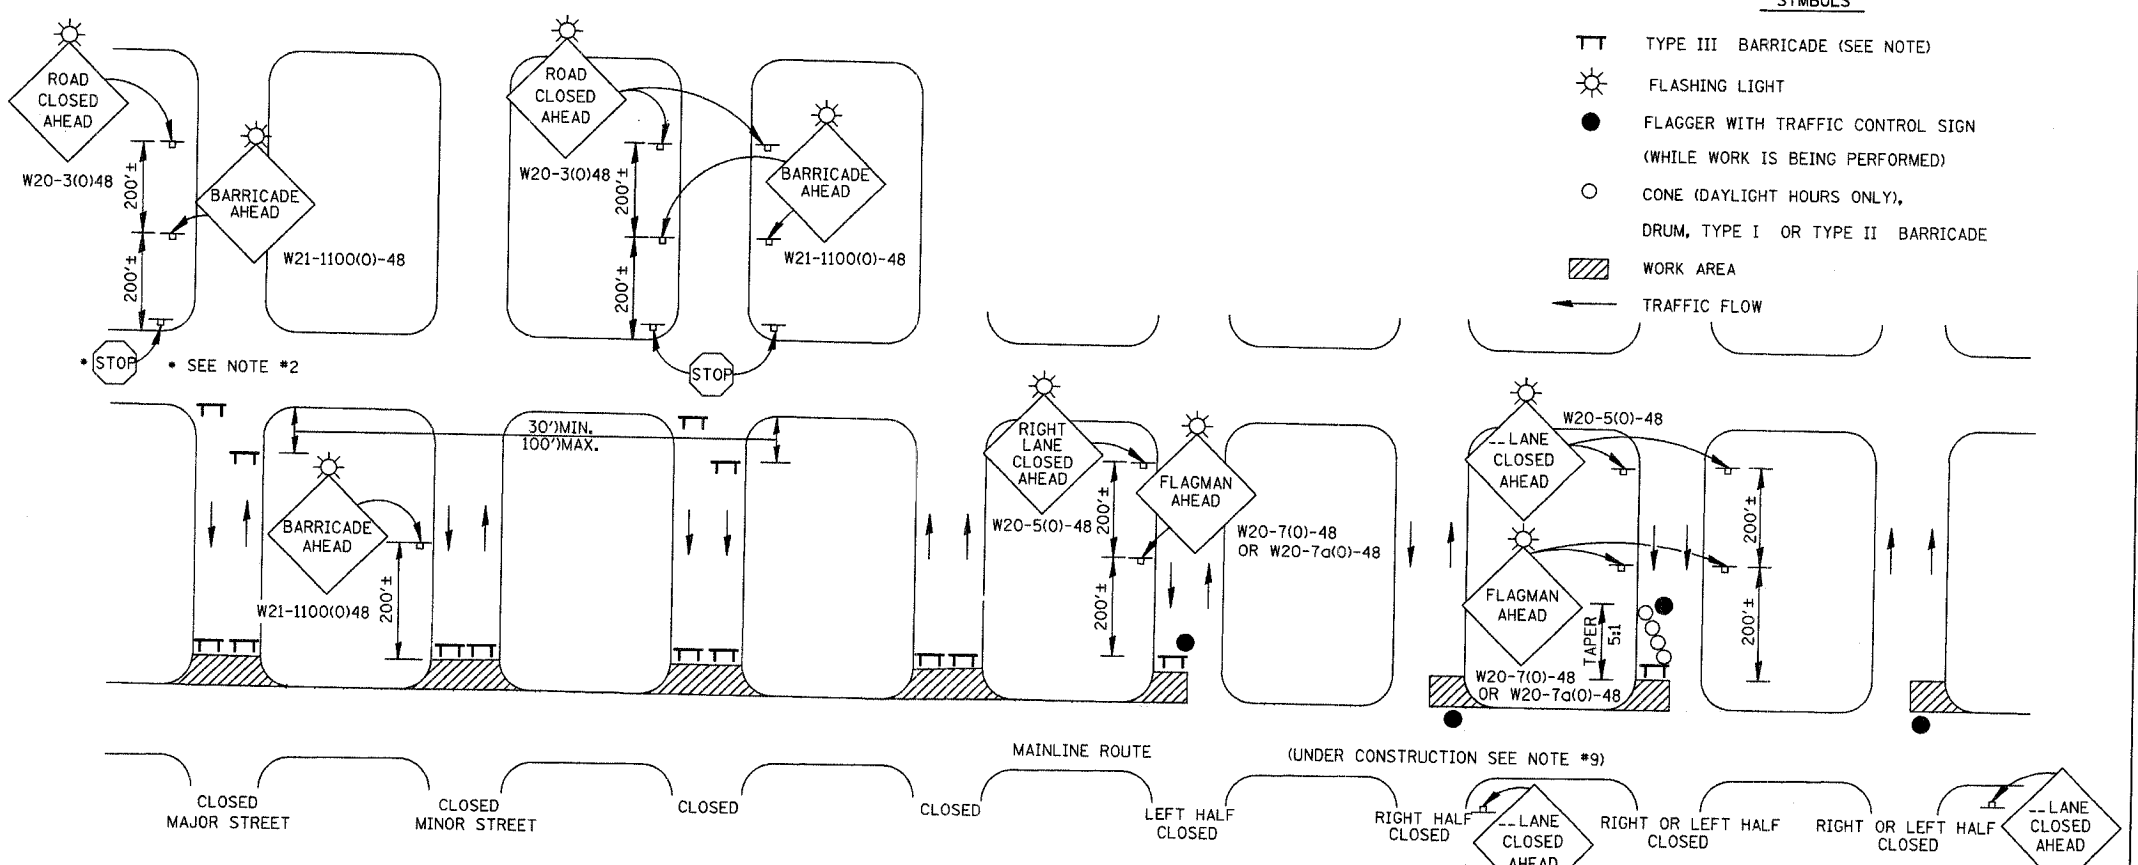 SYMBOLS
TYPE III BARRICADE (SEE NOTE)
FLASHING LIGHT
FLAGGER WITH TRAFFIC CONTROL SIGN
(WHILE WORK IS BEING PERFORMED)
CONE (DAYLIGHT HOURS ONLY),
DRUM, TYPE I OR TYPE II BARRICADE
WORK AREA
TRAFFIC FLOW
ROAD
CLOSED
AHEAD
W20-3(0)48
200'±
200'±
BARRICADE
AHEAD
W21-1100(0)-48
* STOP
* SEE NOTE #2
ROAD
CLOSED
AHEAD
W20-3(0)48
200'±
200'±
BARRICADE
AHEAD
W21-1100(0)-48
STOP
30')MIN.
100')MAX.
BARRICADE
AHEAD
W21-1100(0)48
200'±
RIGHT
LANE
CLOSED
AHEAD
W20-5(0)-48
200'±
200'±
FLAGMAN
AHEAD
W20-7(0)-48
OR W20-7a(0)-48
W20-5(0)-48
--LANE
CLOSED
AHEAD
FLAGMAN
AHEAD
W20-7(0)-48
OR W20-7a(0)-48
TAPER
5:1
200'±
200'±
MAINLINE ROUTE
(UNDER CONSTRUCTION SEE NOTE #9)
CLOSED
MAJOR STREET
CLOSED
MINOR STREET
CLOSED
CLOSED
LEFT HALF
CLOSED
RIGHT HALF
CLOSED
--LANE
CLOSED
AHEAD
RIGHT OR LEFT HALF
CLOSED
RIGHT OR LEFT HALF
CLOSED
--LANE
CLOSED
AHEAD